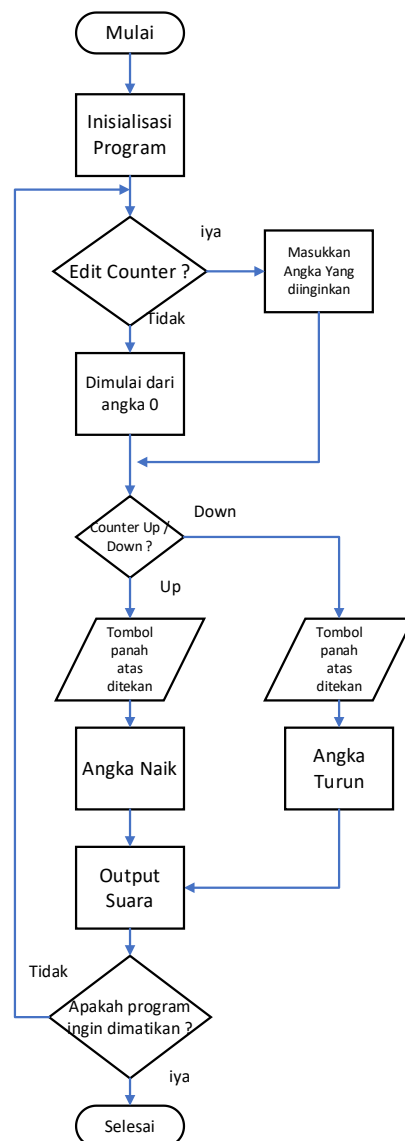 Mulai
Inisialisasi
Program
iya
Edit Counter ?
Masukkan
Angka Yang
diinginkan
Tidak
Dimulai dari
angka 0
Counter Up /
Down ?
Down
Up
Tombol
panah
atas
ditekan
Tombol
panah
atas
ditekan
Angka Naik
Angka
Turun
Output
Suara
Tidak
Apakah program
ingin dimatikan ?
iya
Selesai